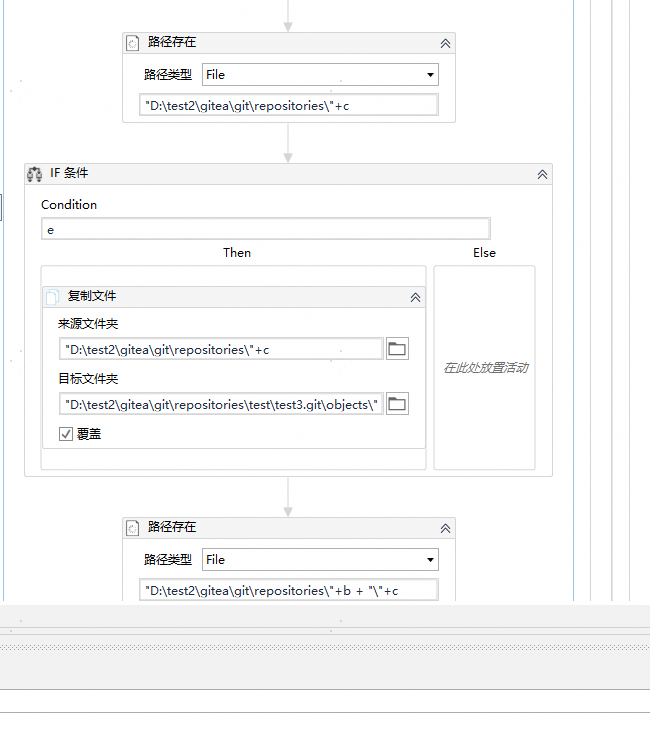 路径存在
路径类型 File
"D:\test2\gitea\git\repositories\"+c
IF 条件
Condition
e
Then Else
复制文件
来源文件夹
"D:\test2\gitea\git\repositories\"+c
在此处放置活动
目标文件夹
"D:\test2\gitea\git\repositories\test\test3.git\objects\"
覆盖
路径存在
路径类型 File
"D:\test2\gitea\git\repositories\"+b + "\"+c